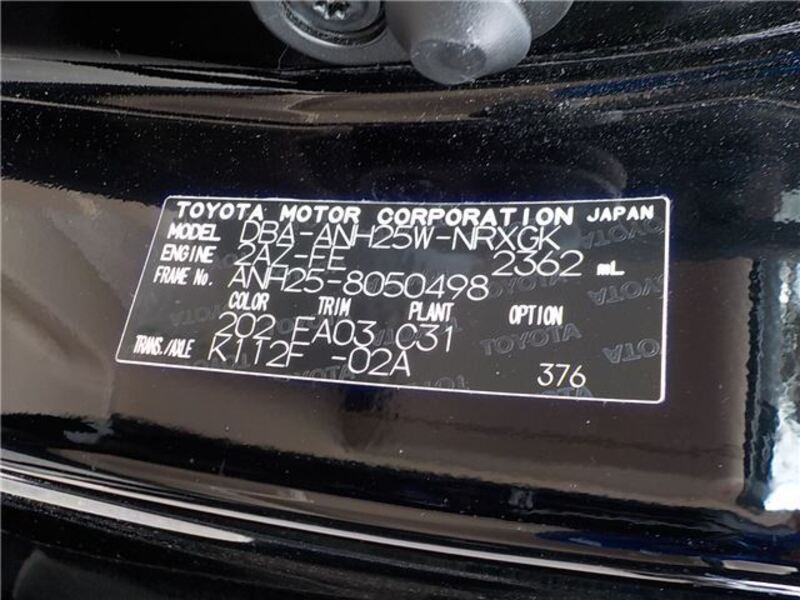 TOYOTA MOTOR CORPORATION JAPAN
MODEL DBA-ANH25W-NRXGK
ENGINE 2AZ-FE 2362 mL
FRAME No. ANH25-8050498
COLOR TRIM PLANT OPTION
202 EA03 C31
TRANS./AXLE K112F -02A 376